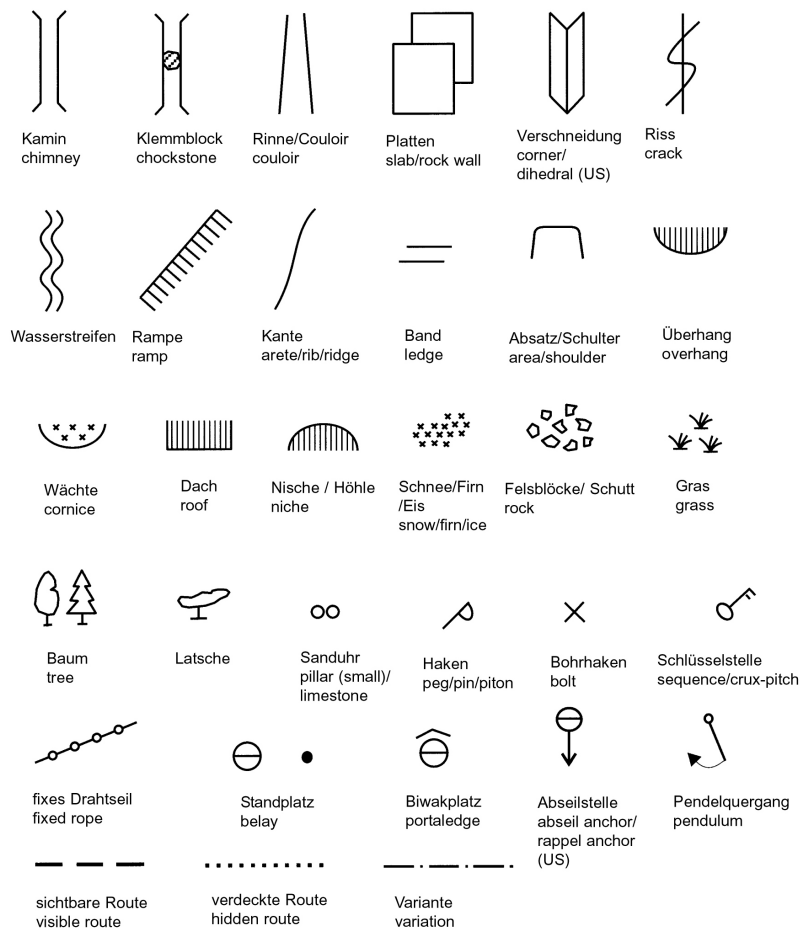 Kamin
chimney
Klemmblock
chockstone
Rinne/Couloir
couloir
Platten
slab/rock wall
Verschneidung
corner/
dihedral (US)
Riss
crack
Wasserstreifen
Rampe
ramp
Kante
arete/rib/ridge
Band
ledge
Absatz/Schulter
area/shoulder
Überhang
overhang
Wächte
cornice
Dach
roof
Nische / Höhle
niche
Schnee/Firn
/Eis
snow/firn/ice
Felsblöcke/ Schutt
rock
Gras
grass
Baum
tree
Latsche
Sanduhr
pillar (small)/
limestone
Haken
peg/pin/piton
Bohrhaken
bolt
Schlüsselstelle
sequence/crux-pitch
fixes Drahtseil
fixed rope
Standplatz
belay
Biwakplatz
portaledge
Abseilstelle
abseil anchor/
rappel anchor
(US)
Pendelquergang
pendulum
sichtbare Route
visible route
verdeckte Route
hidden route
Variante
variation